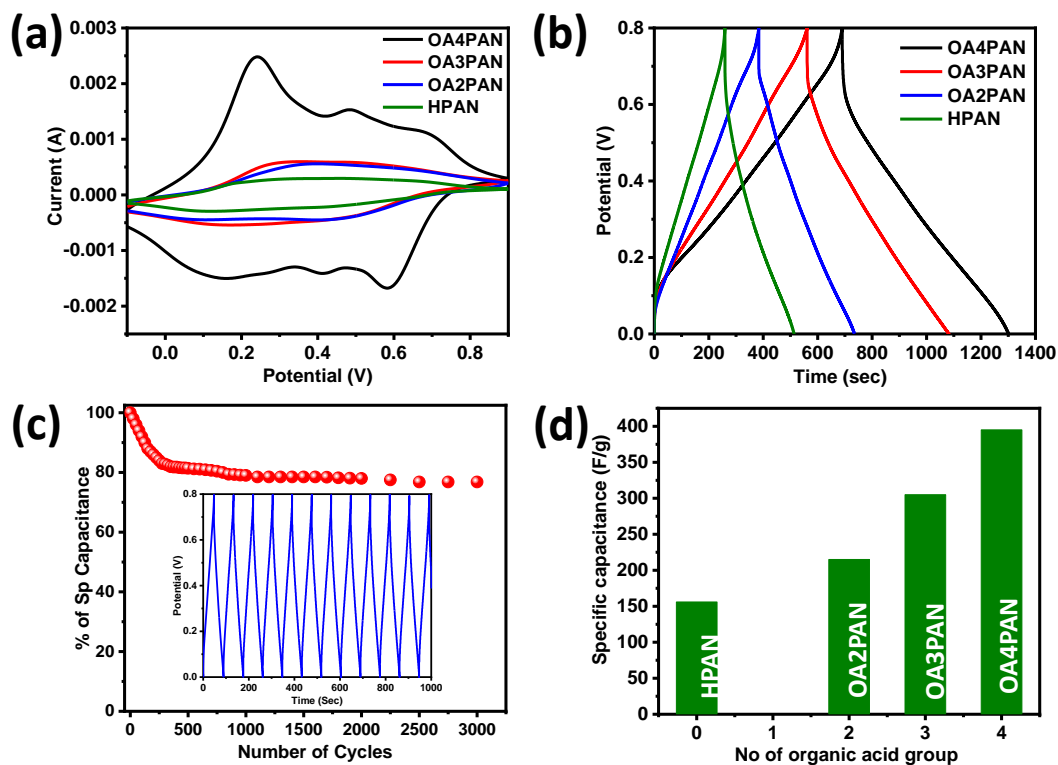 (a)
0.003
0.002
0.001
0.000
-0.001
-0.002
Current (A)
OA4PAN
OA3PAN
OA2PAN
HPAN
0.0
0.2
0.4
0.6
0.8
Potential (V)
(b)
0.8
0.6
0.4
0.2
0.0
Potential (V)
OA4PAN
OA3PAN
OA2PAN
HPAN
0
200
400
600
800
1000
1200
1400
Time (sec)
(c)
100
80
60
40
20
0
% of Sp Capacitance
0.8
0.6
0.4
0.2
0.0
Potential (V)
0
200
400
600
800
1000
Time (Sec)
0
500
1000
1500
2000
2500
3000
Number of Cycles
(d)
400
350
300
250
200
150
100
50
0
Specific capacitance (F/g)
HPAN
OA2PAN
OA3PAN
OA4PAN
0
1
2
3
4
No of organic acid group